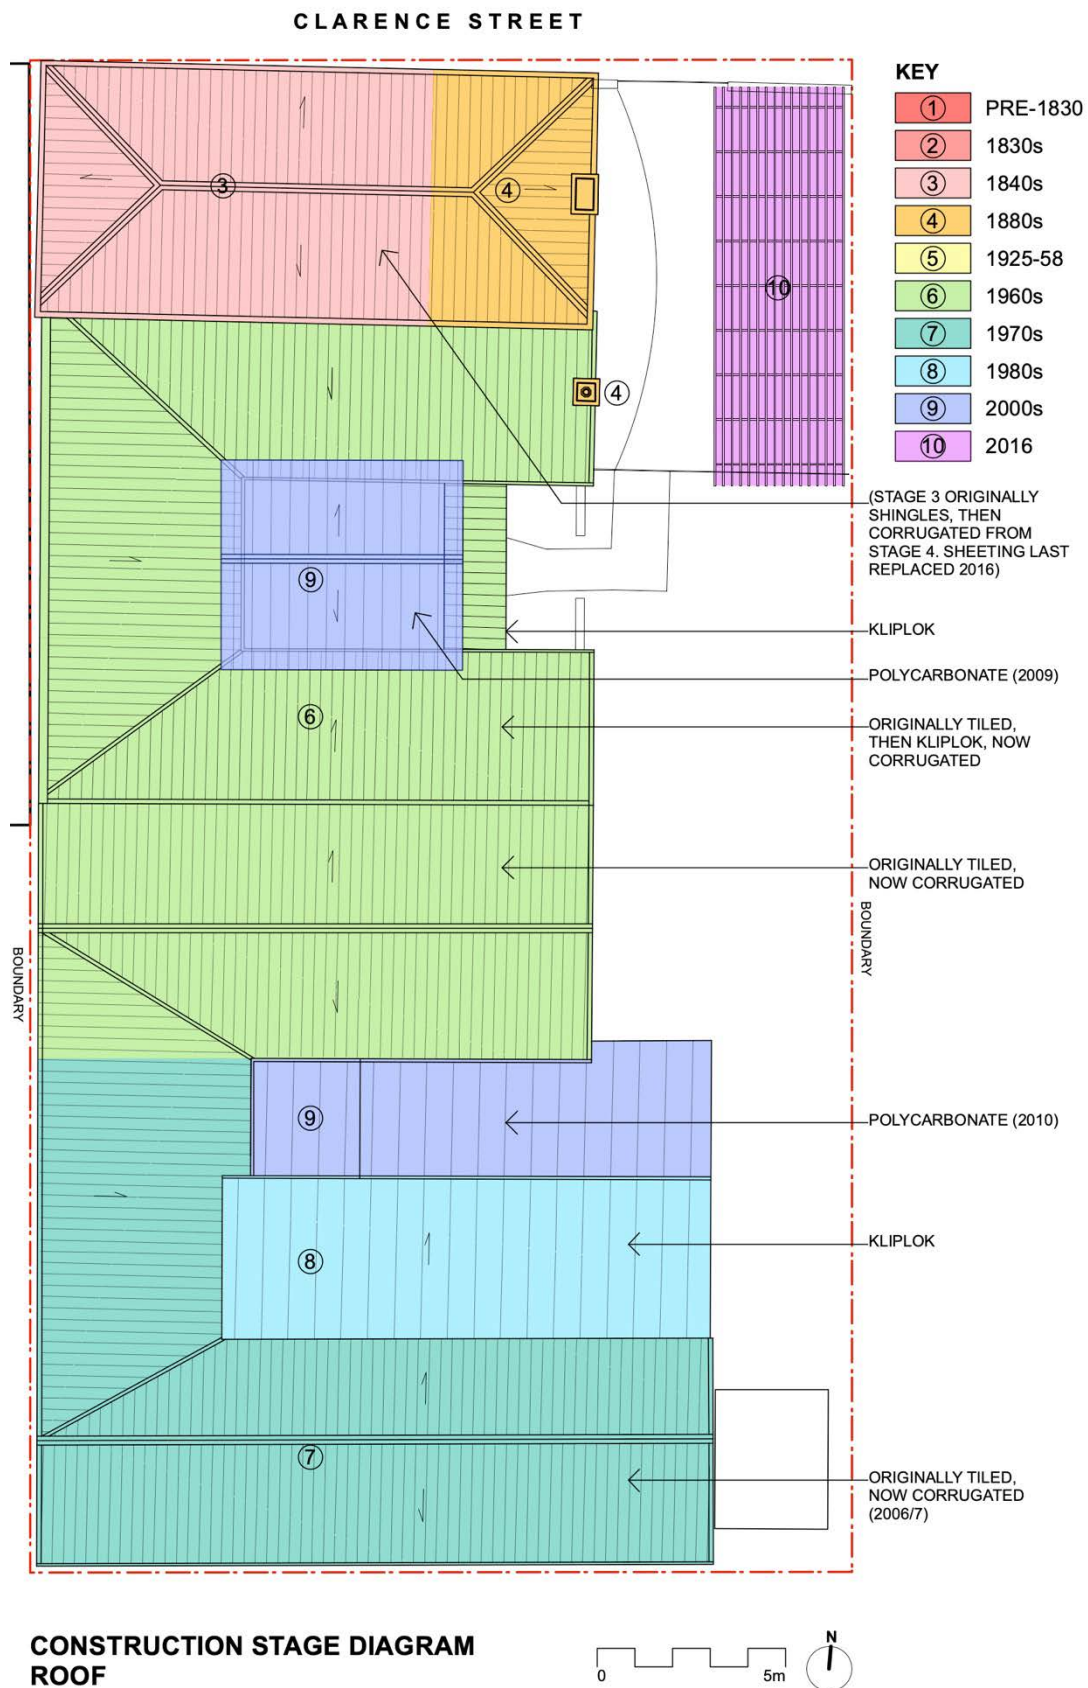 CLARENCE STREET
KEY
1 PRE-1830
2 1830s
3 1840s
4 1880s
5 1925-58
6 1960s
7 1970s
8 1980s
9 2000s
10 2016
3
4
10
4
(STAGE 3 ORIGINALLY
SHINGLES, THEN
CORRUGATED FROM
STAGE 4. SHEETING LAST
REPLACED 2016)
9
KLIPLOK
POLYCARBONATE (2009)
6
ORIGINALLY TILED,
THEN KLIPLOK, NOW
CORRUGATED
ORIGINALLY TILED,
NOW CORRUGATED
BOUNDARY
BOUNDARY
9
POLYCARBONATE (2010)
8
KLIPLOK
7
ORIGINALLY TILED,
NOW CORRUGATED
(2006/7)
CONSTRUCTION STAGE DIAGRAM
ROOF
0 5m
N